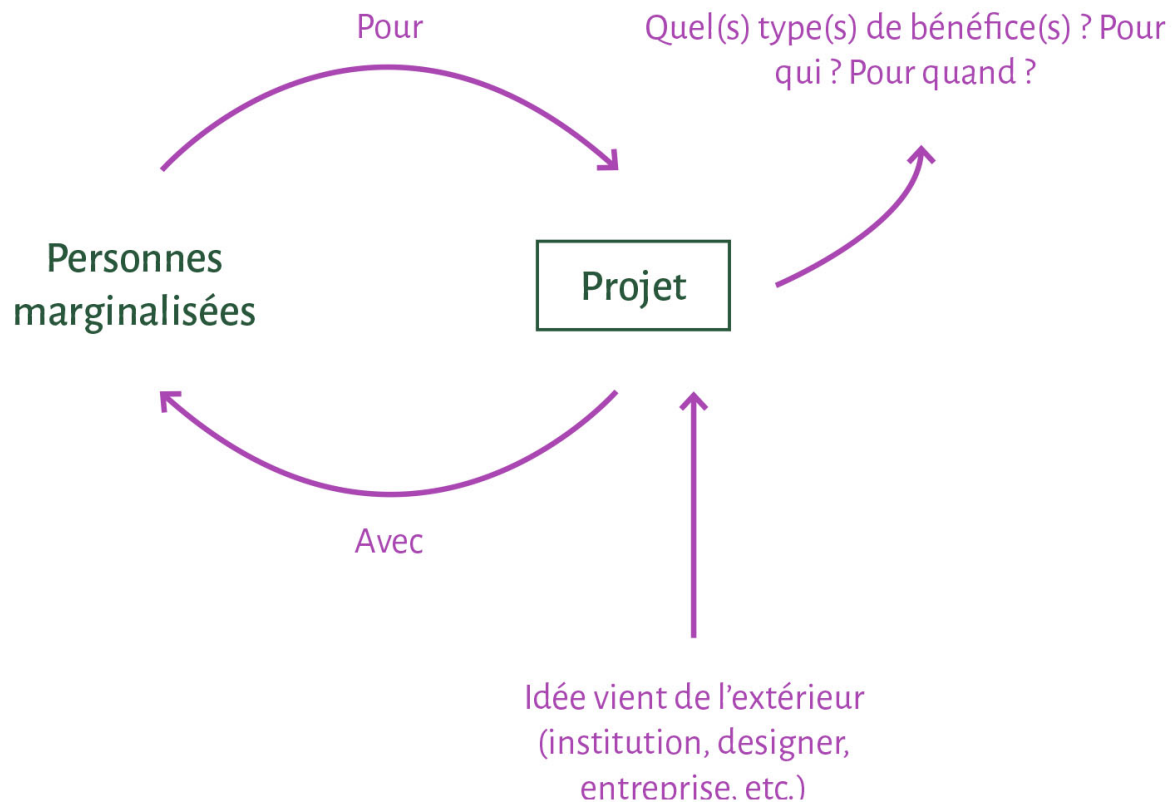 Pour
Quel(s) type(s) de bénéfice(s) ? Pour
qui ? Pour quand ?
Personnes
marginalisées
Projet
Avec
Idée vient de l’extérieur
(institution, designer,
entreprise, etc.)